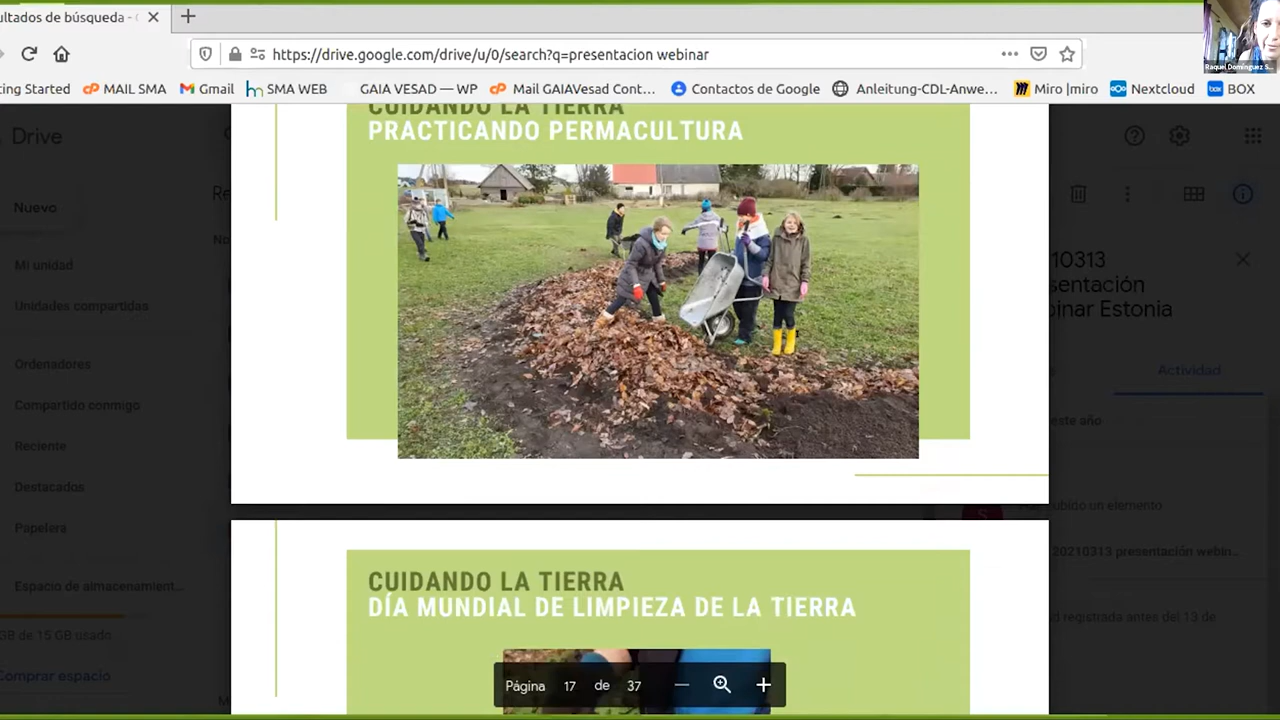 ultados de búsqueda - G
https://drive.google.com/drive/u/0/search?q=presentacion webinar
ing Started MAIL SMA Gmail SMA WEB GAIA VESAD — WP Mail GAIAVesad Cont... Contactos de Google Anleitung-CDL-Anwe... Miro |miro Nextcloud BOX
Raquel Domínguez S...
Drive
Nuevo
Mi unidad
Unidades compartidas
Ordenadores
Compartido conmigo
Reciente
Destacados
Papelera
Espacio de almacenamient...
GB de 15 GB usado
Comprar espacio
CUIDANDO LA TIERRA
PRACTICANDO PERMACULTURA
CUIDANDO LA TIERRA
DÍA MUNDIAL DE LIMPIEZA DE LA TIERRA
Página 17 de 37
10313
sentación
binar Estonia
Actividad
este año
ubido un elemento
20210313 presentación webin...
d registrada antes del 13 de